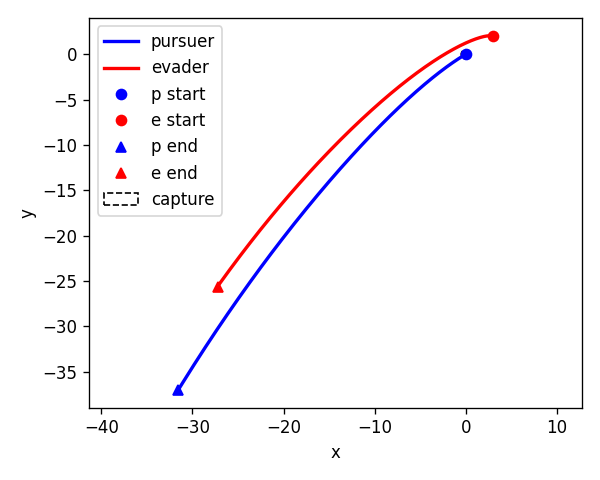 pursuer
evader
p start
e start
p end
e end
capture
0
−5
−10
−15
−20
−25
−30
−35
y
−40
−30
−20
−10
0
10
x